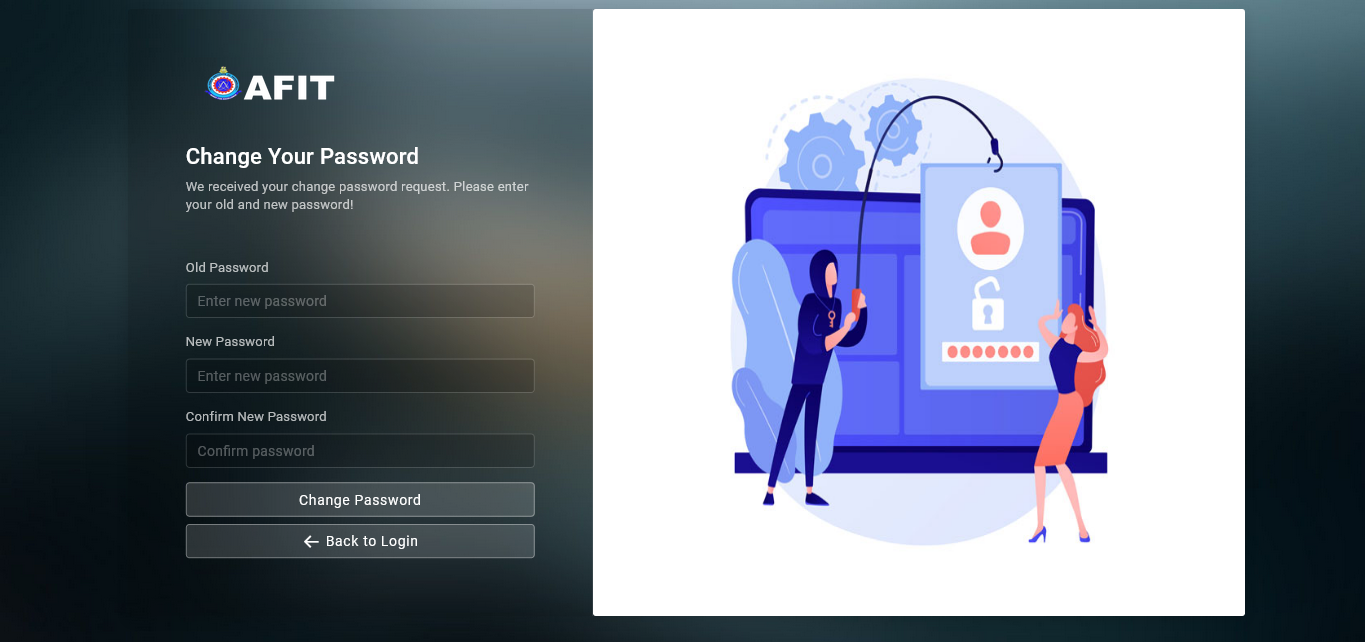 AFIT
Change Your Password
We received your change password request. Please enter
your old and new password!
Old Password
Enter new password
New Password
Enter new password
Confirm New Password
Confirm password
Change Password
← Back to Login